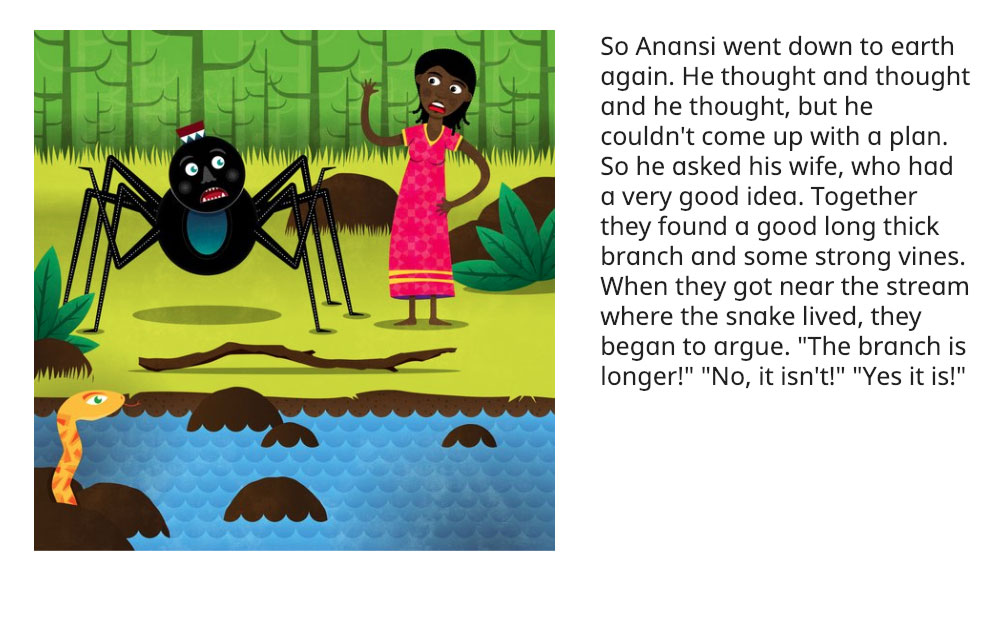 So Anansi went down to earth
again. He thought and thought
and he thought, but he
couldn't come up with a plan.
So he asked his wife, who had
a very good idea. Together
they found a good long thick
branch and some strong vines.
When they got near the stream
where the snake lived, they
began to argue. "The branch is
longer!" "No, it isn't!" "Yes it is!"